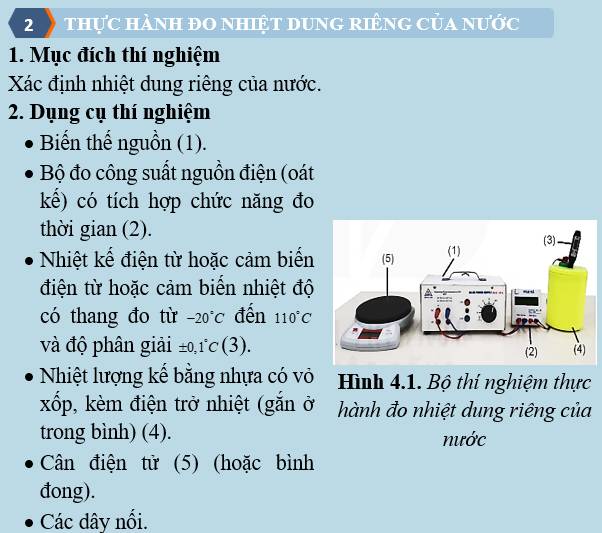 2 THỰC HÀNH ĐO NHIỆT DUNG RIÊNG CỦA NƯỚC
1. Mục đích thí nghiệm
Xác định nhiệt dung riêng của nước.
2. Dụng cụ thí nghiệm
• Biến thế nguồn (1).
• Bộ đo công suất nguồn điện (oát
kế) có tích hợp chức năng đo
thời gian (2).
• Nhiệt kế điện từ hoặc cảm biến
điện từ hoặc cảm biến nhiệt độ
có thang đo từ −20°C đến 110°C
và độ phân giải ±0,1°C (3).
• Nhiệt lượng kế bằng nhựa có vỏ
xốp, kèm điện trở nhiệt (gắn ở
trong bình) (4).
• Cân điện tử (5) (hoặc bình
đong).
• Các dây nối.
(5)
(1)
(3)
(2)
(4)
Hình 4.1. Bộ thí nghiệm thực
hành đo nhiệt dung riêng của
nước